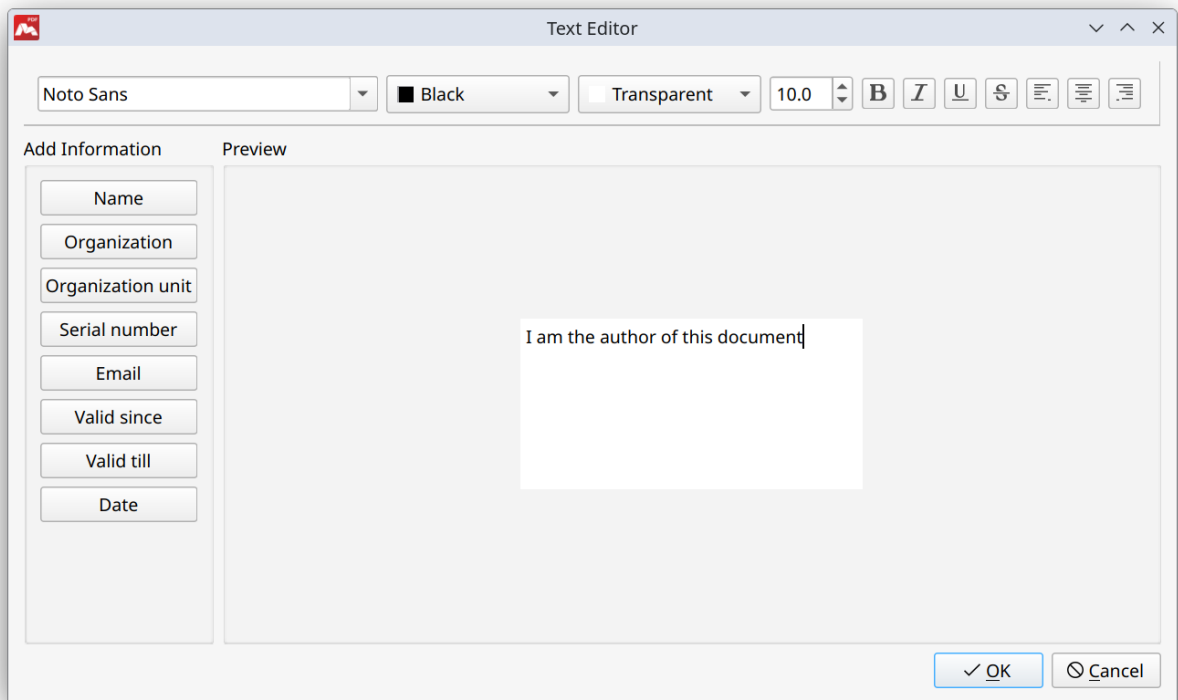 PDF
Text Editor
Noto Sans
Black
Transparent
10.0
B I U S
Add Information
Preview
Name
Organization
Organization unit
Serial number
Email
Valid since
Valid till
Date
I am the author of this document
OK
Cancel